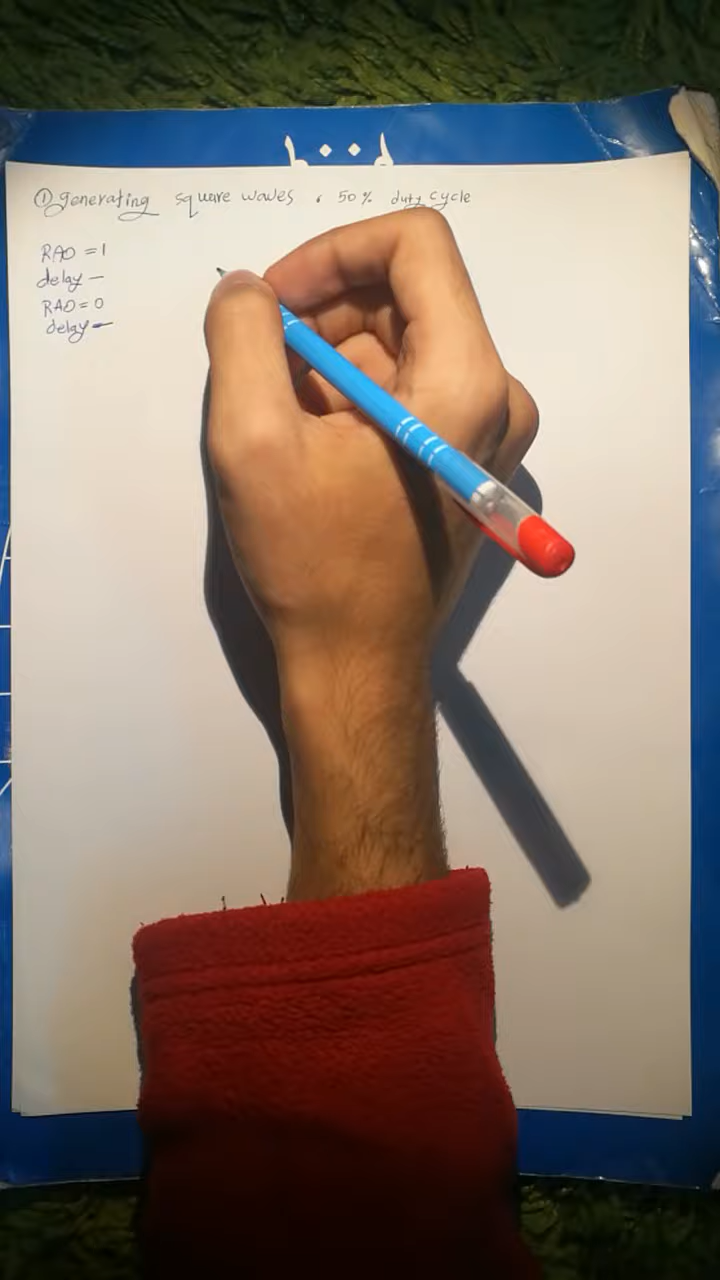 ① generating square waves , 50% duty cycle
RA0 = 1
delay —
RA0 = 0
delay —